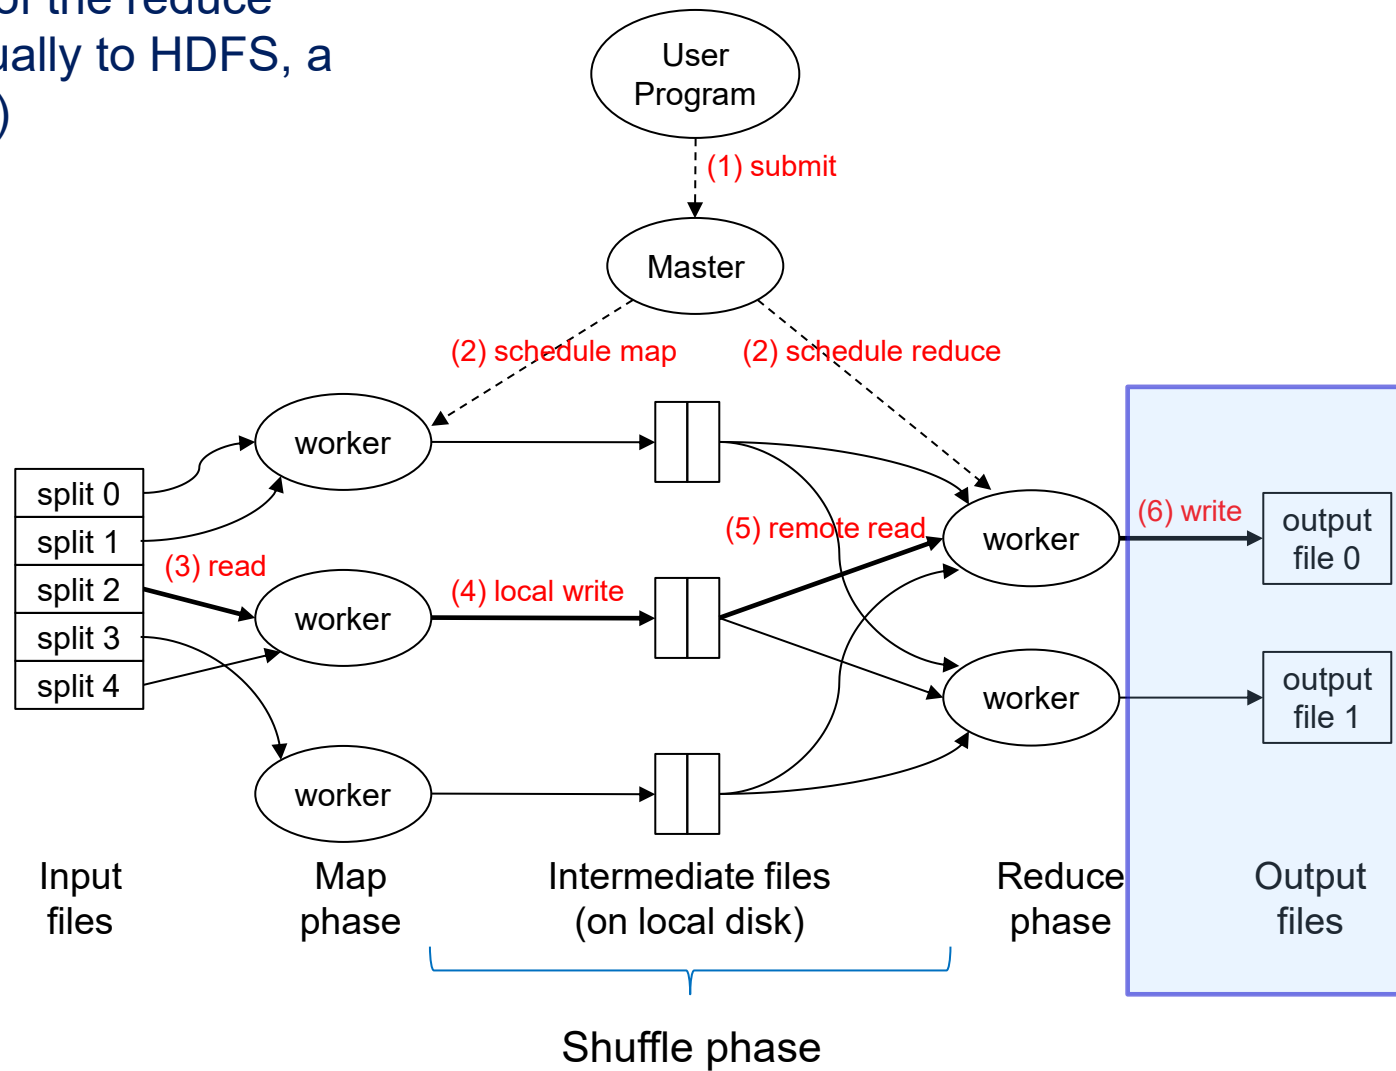 of the reduce
ually to HDFS, a
)
User
Program
(1) submit
Master
(2) schedule map
(2) schedule reduce
worker
split 0
split 1
split 2
split 3
split 4
(3) read
worker
(4) local write
worker
(5) remote read
worker
worker
(6) write
output
file 0
output
file 1
Input
files
Map
phase
Intermediate files
(on local disk)
Reduce
phase
Output
files
Shuffle phase